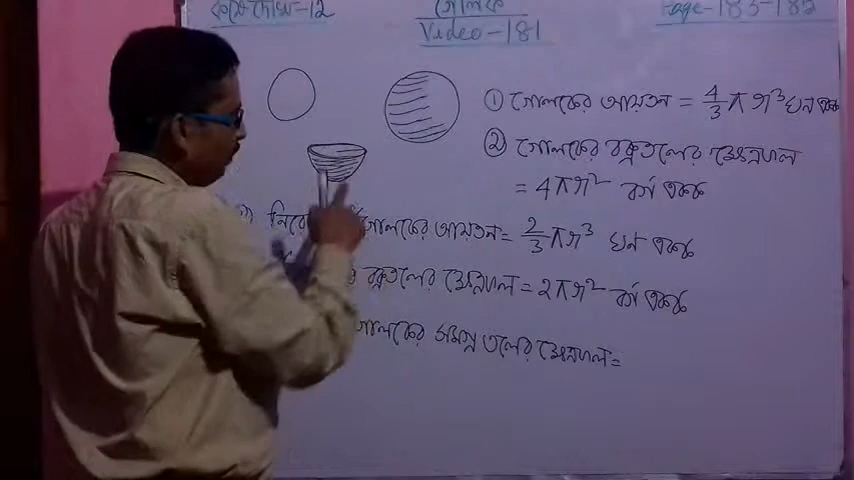 কষে দেখি-12
গোলক
Video-181
Page-183-185
① গোলকের আয়তন = 4/3 πr³ ঘন একক
② গোলকের বক্রতলের ক্ষেত্রফল
= 4πr² বর্গ একক
গোলকের আয়তন = 2/3 πr³ ঘন একক
বক্রতলের ক্ষেত্রফল = 2πr² বর্গ একক
গোলকের সমগ্র তলের ক্ষেত্রফল =